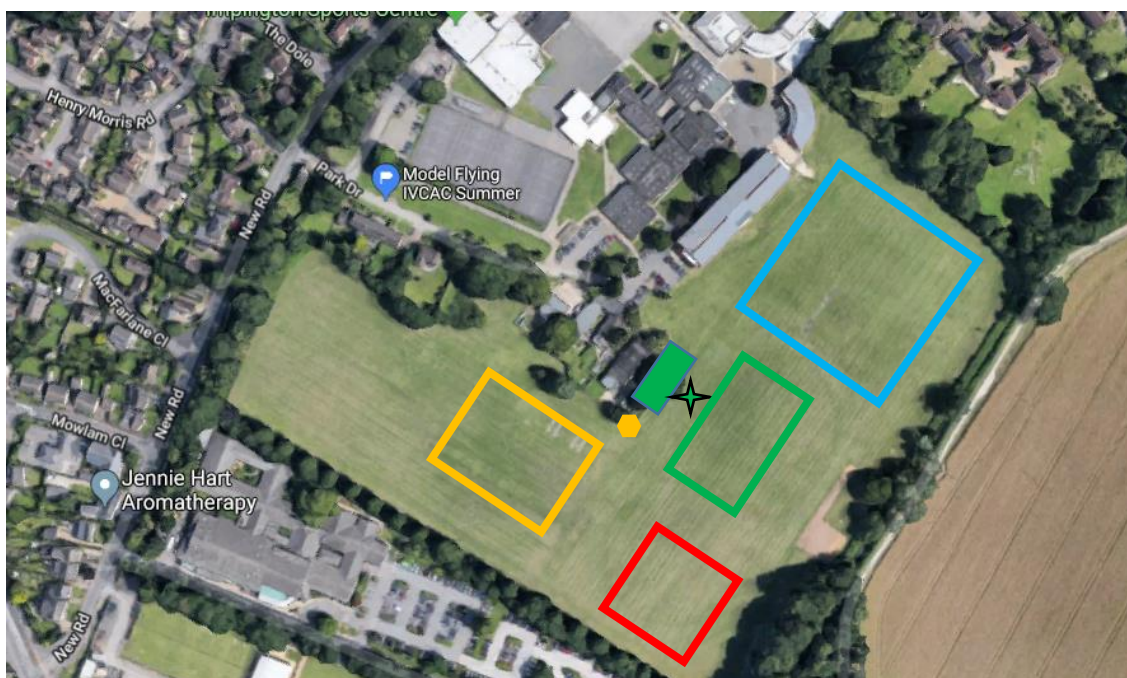 Impington Sports Centre
The Dole
Henry Morris Rd
Park Dr
Model Flying
IVCAC Summer
New Rd
MacFarlane Cl
New Rd
Mowlam Cl
Jennie Hart
Aromatherapy
New Rd